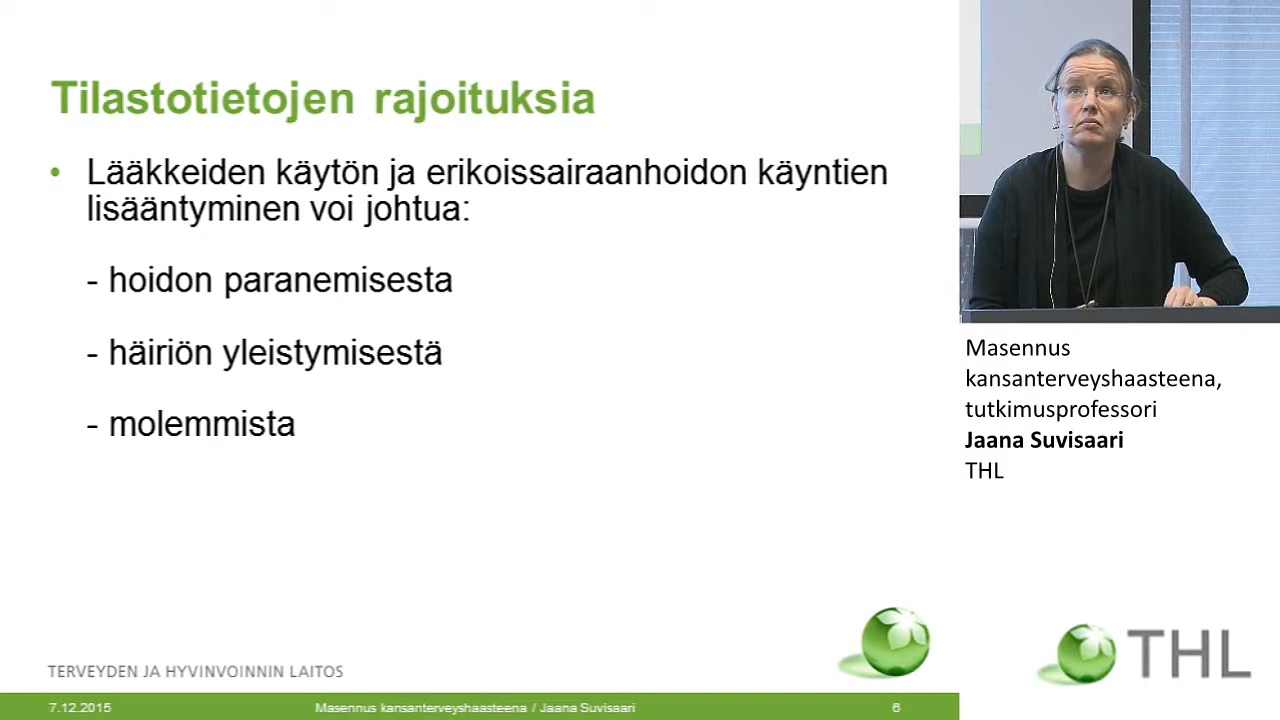 Tilastotietojen rajoituksia
• Lääkkeiden käytön ja erikoissairaanhoidon käyntien
lisääntyminen voi johtua:
- hoidon paranemisesta
- häiriön yleistymisestä
- molemmista
TERVEYDEN JA HYVINVOINNIN LAITOS
7.12.2015 Masennus kansanterveyshaasteena / Jaana Suvisaari 6
Masennus
kansanterveyshaasteena,
tutkimusprofessori
Jaana Suvisaari
THL
THL